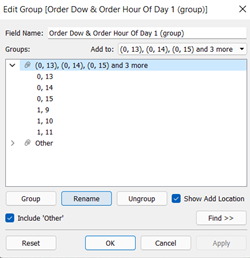 Edit Group [Order Dow & Order Hour Of Day 1 (group)]
Field Name: Order Dow & Order Hour Of Day 1 (group)
Groups: Add to: (0, 13), (0, 14), (0, 15) and 3 more
(0, 13), (0, 14), (0, 15) and 3 more
0, 13
0, 14
0, 15
1, 9
1, 10
1, 11
Other
Group Rename Ungroup Show Add Location
Include 'Other' Find >>
Reset OK Cancel Apply